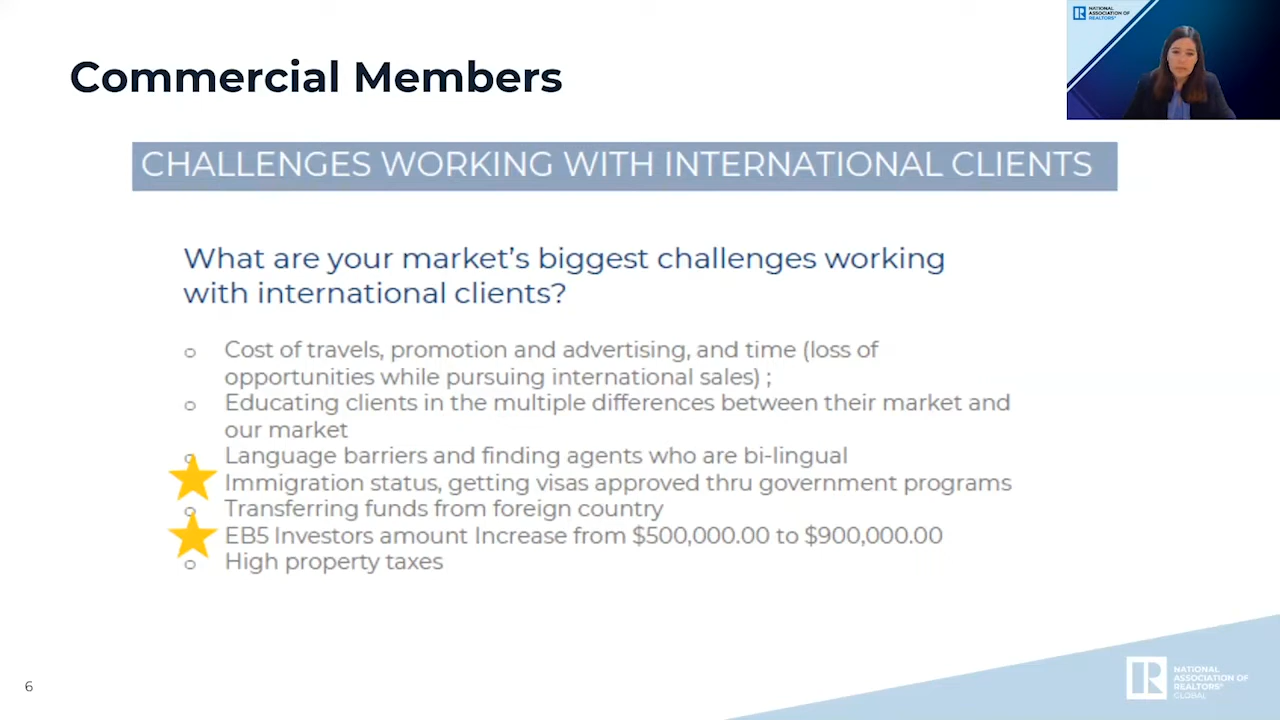 Commercial Members
NATIONAL
ASSOCIATION OF
REALTORS®
CHALLENGES WORKING WITH INTERNATIONAL CLIENTS
What are your market's biggest challenges working
with international clients?
o Cost of travels, promotion and advertising, and time (loss of
opportunities while pursuing international sales) ;
o Educating clients in the multiple differences between their market and
our market
o Language barriers and finding agents who are bi-lingual
Immigration status, getting visas approved thru government programs
o Transferring funds from foreign country
EB5 Investors amount Increase from $500,000.00 to $900,000.00
o High property taxes
6
R
NATIONAL
ASSOCIATION OF
REALTORS®
GLOBAL